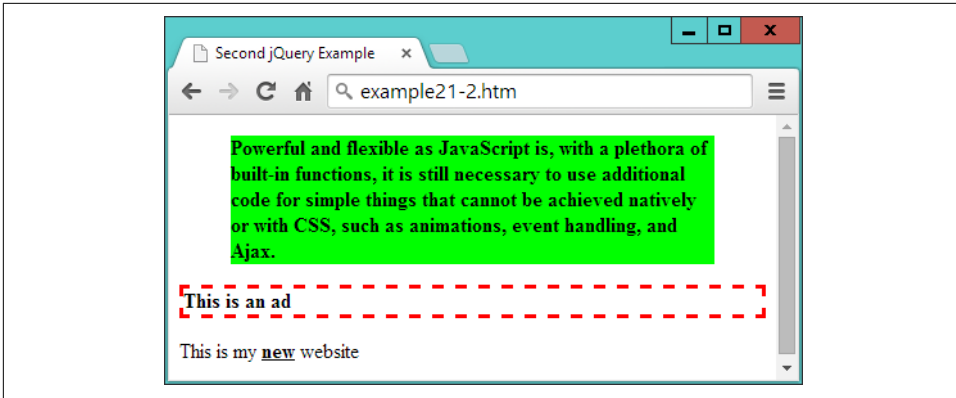 Second jQuery Example
example21-2.htm
Powerful and flexible as JavaScript is, with a plethora of
built-in functions, it is still necessary to use additional
code for simple things that cannot be achieved natively
or with CSS, such as animations, event handling, and
Ajax.
This is an ad
This is my new website